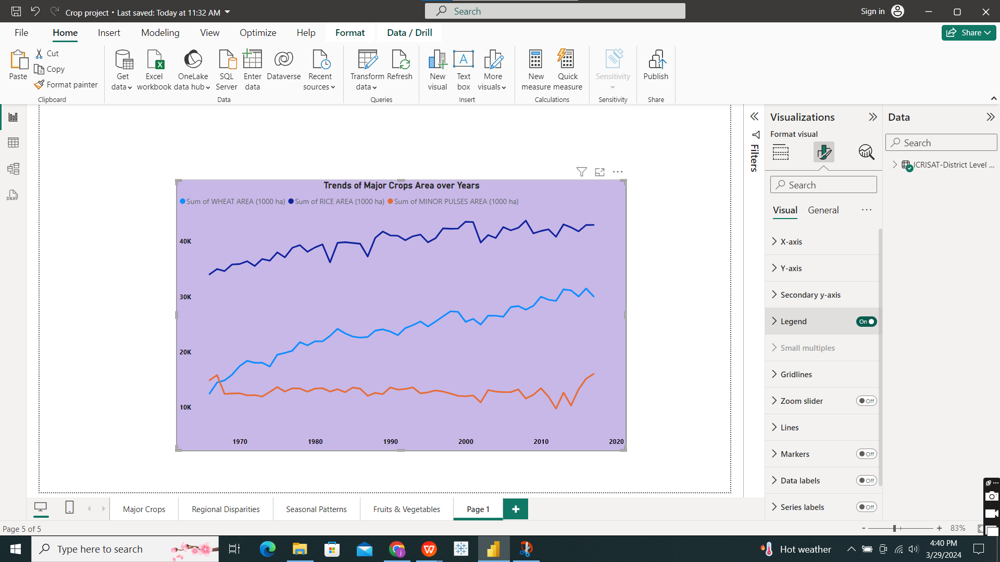 Crop project • Last saved: Today at 11:32 AM
Search
Sign in
File Home Insert Modeling View Optimize Help Format Data / Drill
Share
Paste
Cut
Copy
Format painter
Clipboard
Get data
Excel workbook
OneLake data hub
SQL Server
Enter data
Dataverse
Recent sources
Data
Transform data
Refresh
Queries
New visual
Text box
More visuals
Insert
New measure
Quick measure
Calculations
Sensitivity
Sensitivity
Publish
Share
DAX
Trends of Major Crops Area over Years
Sum of WHEAT AREA (1000 ha) Sum of RICE AREA (1000 ha) Sum of MINOR PULSES AREA (1000 ha)
40K
30K
20K
10K
1970 1980 1990 2000 2010 2020
Filters
Visualizations
Format visual
Search
Visual General
X-axis
Y-axis
Secondary y-axis
Legend On
Small multiples
Gridlines
Zoom slider Off
Lines
Markers Off
Data labels Off
Series labels Off
Data
Search
ICRISAT-District Level ...
Major Crops Regional Disparities Seasonal Patterns Fruits & Vegetables Page 1
Page 5 of 5
- + 83%
Type here to search
Hot weather
4:40 PM
3/29/2024